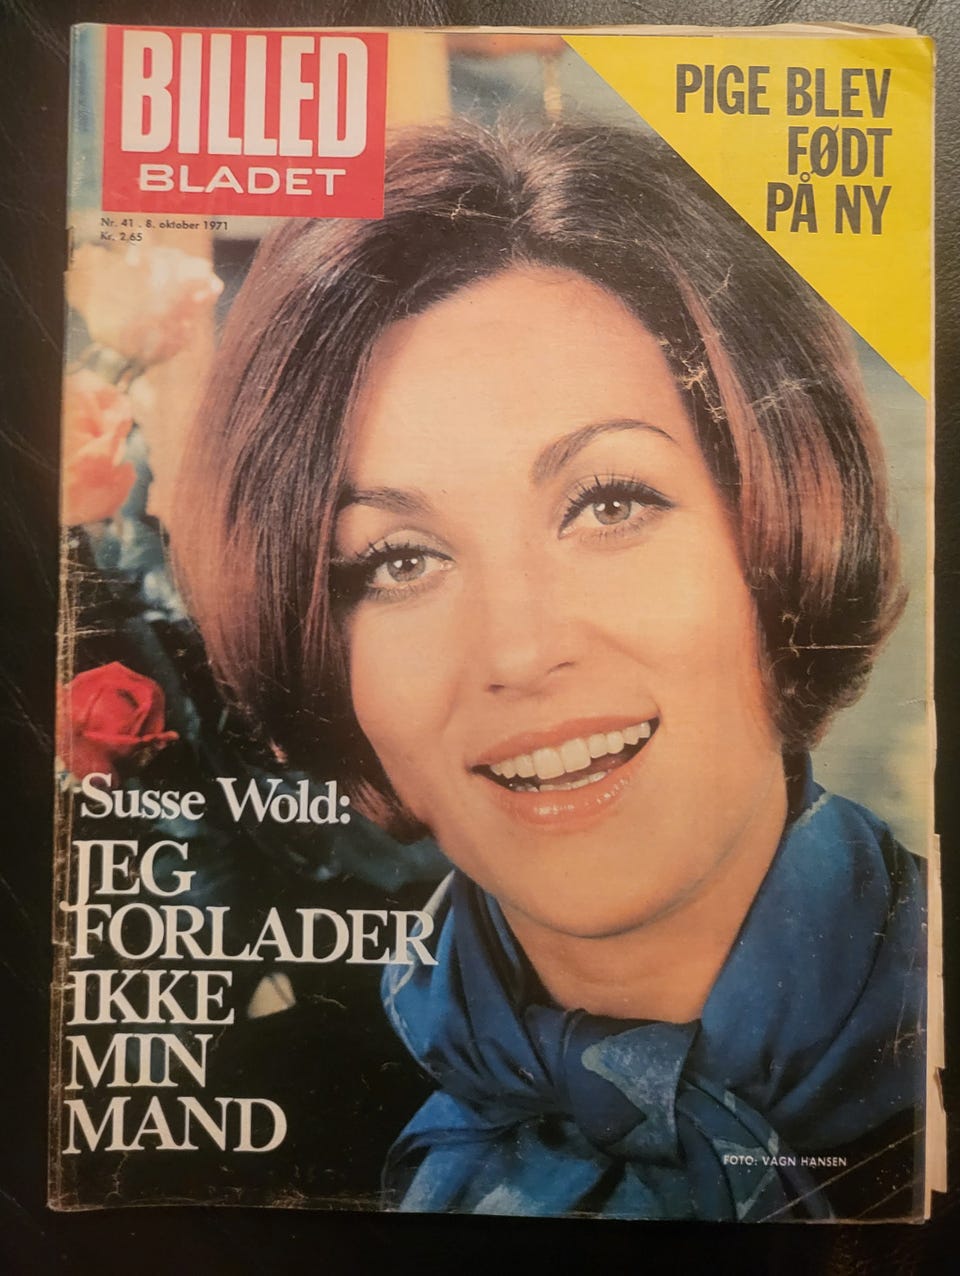 BILLED
BLADET
Nr. 41 . 8. oktober 1971
Kr. 2,65
PIGE BLEV
FØDT
PÅ NY
Susse Wold:
JEG
FORLADER
IKKE
MIN
MAND
FOTO: VAGN HANSEN